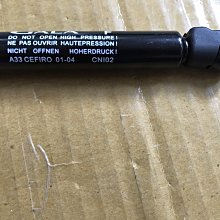 DO NOT OPEN HIGH PRESSURE!
NE PAS OUVRIR HAUTEPRESSION!
NICHT OFFNEN HOHERDRUCK!
A33 CEFIRO 01-04 CNI02